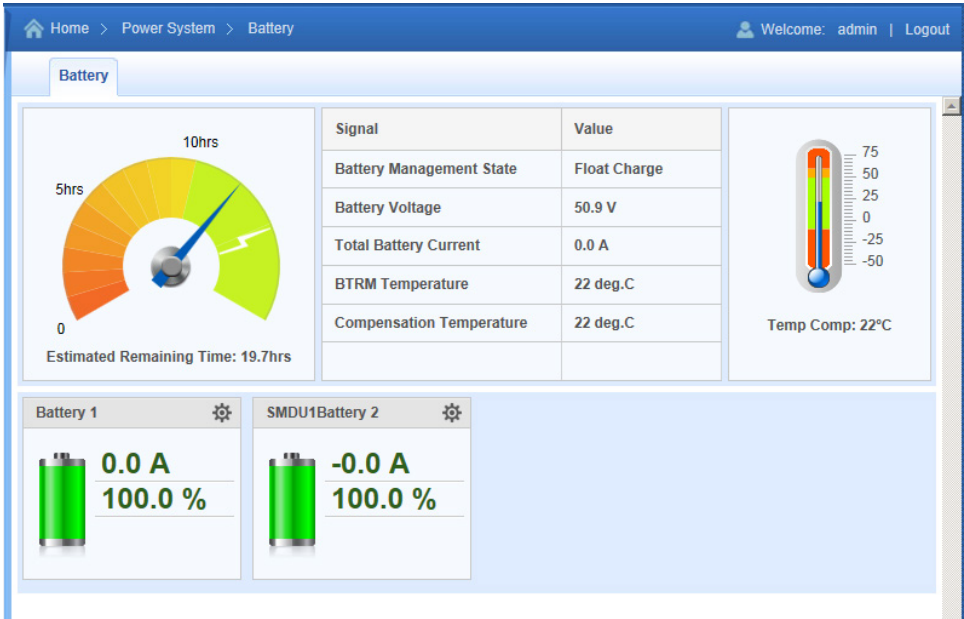 Home > Power System > Battery
Welcome: admin | Logout
Battery
10hrs
5hrs
0
Estimated Remaining Time: 19.7hrs
Signal Value
Battery Management State Float Charge
Battery Voltage 50.9 V
Total Battery Current 0.0 A
BTRM Temperature 22 deg.C
Compensation Temperature 22 deg.C
75
50
25
0
-25
-50
Temp Comp: 22°C
Battery 1
0.0 A
100.0 %
SMDU1Battery 2
-0.0 A
100.0 %